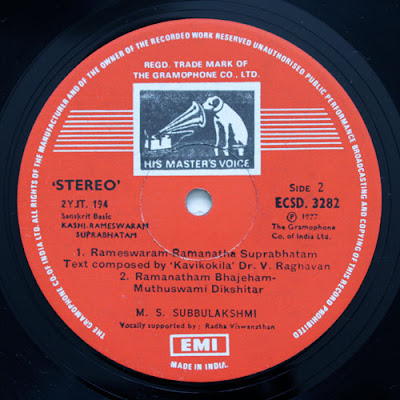 THE GRAMOPHONE CO. OF INDIA LTD. ALL RIGHTS OF THE MANUFACTURER AND OF THE OWNER OF THE RECORDED WORK RESERVED UNAUTHORISED PUBLIC PERFORMANCE BROADCASTING AND COPYING OF THIS RECORD PROHIBITED
REGD. TRADE MARK OF
THE GRAMOPHONE CO., LTD.
HIS MASTER'S VOICE
'STEREO'
2YJT. 194
Sanskrit Basic
KASHI-RAMESWARAM
SUPRABHATAM
SIDE 2
ECSD. 3282
Ⓟ 1977
The Gramophone
Co. of India Ltd.
1. Rameswaram Ramanatha Suprabhatam
Text composed by 'Kavikokila' Dr. V. Raghavan
2. Ramanatham Bhajeham-
Muthuswami Dikshitar
M. S. SUBBULAKSHMI
Vocally supported by: Radha Viswanathan
EMI
MADE IN INDIA.